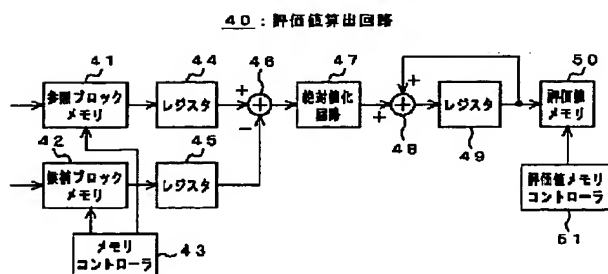 40：評価値算出回路
41
参照ブロック
メモリ
44
レジスタ
46
+
−
47
絶対値化
回路
+
+
48
レジスタ
49
50
評価値
メモリ
42
候補ブロック
メモリ
45
レジスタ
メモリ
コントローラ
43
評価値メモリ
コントローラ
51